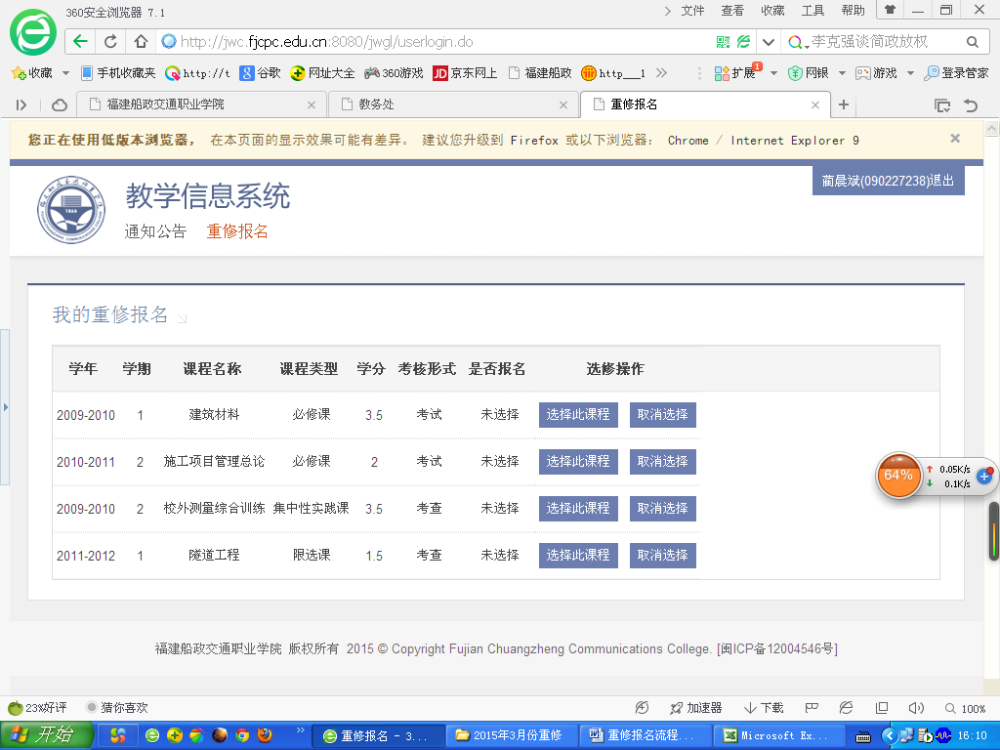 360安全浏览器 7.1
文件 查看 收藏 工具 帮助
http://jwc.fjcpc.edu.cn:8080/jwgl/userlogin.do
李克强谈简政放权
收藏 手机收藏夹 http://t 谷歌 网址大全 360游戏 JD 京东网上 福建船政 http___1 扩展 1 网银 游戏 登录管家
福建船政交通职业学院 教务处 重修报名
您正在使用低版本浏览器， 在本页面的显示效果可能有差异。 建议您升级到 Firefox 或以下浏览器： Chrome / Internet Explorer 9
蔺晨斌(090227238)退出
教学信息系统
通知公告 重修报名
我的重修报名
学年 学期 课程名称 课程类型 学分 考核形式 是否报名 选修操作
2009-2010 1 建筑材料 必修课 3.5 考试 未选择 选择此课程 取消选择
2010-2011 2 施工项目管理总论 必修课 2 考试 未选择 选择此课程 取消选择
2009-2010 2 校外测量综合训练 集中性实践课 3.5 考查 未选择 选择此课程 取消选择
2011-2012 1 隧道工程 限选课 1.5 考查 未选择 选择此课程 取消选择
64% 0.05K/s
0.1K/s
福建船政交通职业学院 版权所有 2015 © Copyright Fujian Chuangzheng Communications College. [闽ICP备12004546号]
23%好评 猜你喜欢 加速器 下载 100%
开始 重修报名 - 3... 2015年3月份重修 重修报名流程... Microsoft Ex... 16:10